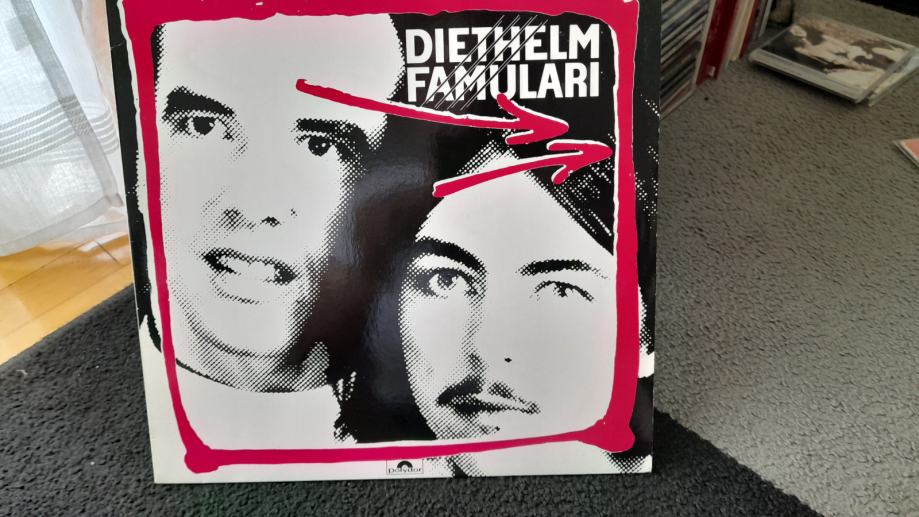 DIETHELM
FAMULARI
Polydor